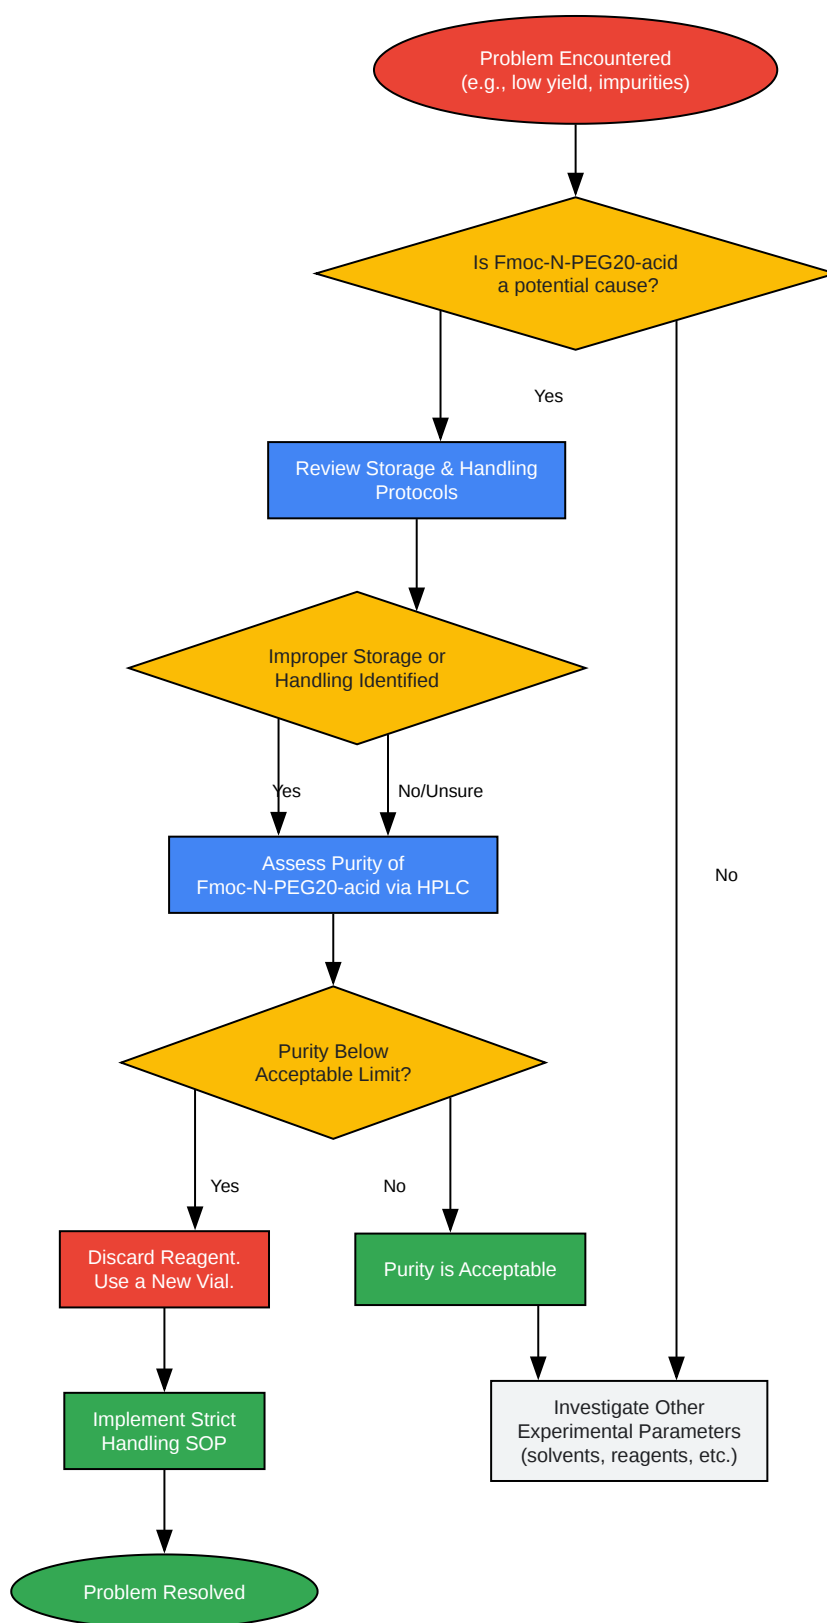 Problem Encountered
(e.g., low yield, impurities)
Is Fmoc-N-PEG20-acid
a potential cause?
Yes
Review Storage & Handling
Protocols
Improper Storage or
Handling Identified
Yes
No/Unsure
Assess Purity of
Fmoc-N-PEG20-acid via HPLC
No
Purity Below
Acceptable Limit?
Yes
No
Discard Reagent.
Use a New Vial.
Purity is Acceptable
Implement Strict
Handling SOP
Investigate Other
Experimental Parameters
(solvents, reagents, etc.)
Problem Resolved